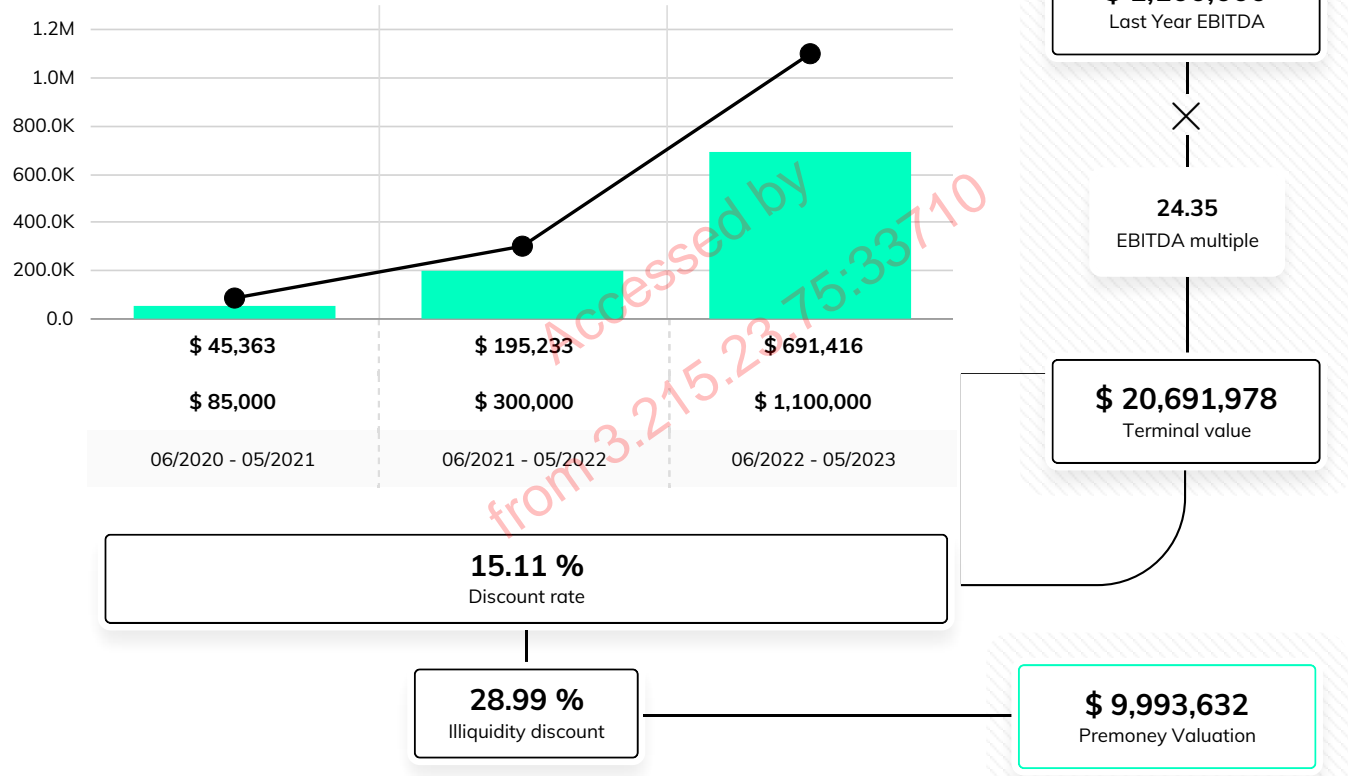 1.2M
1.0M
800.0K
600.0K
400.0K
200.0K
0.0
$ 45,363
$ 195,233
$ 691,416
$ 85,000
$ 300,000
$ 1,100,000
06/2020 - 05/2021
06/2021 - 05/2022
06/2022 - 05/2023
Last Year EBITDA
24.35
EBITDA multiple
$ 20,691,978
Terminal value
15.11 %
Discount rate
28.99 %
Illiquidity discount
$ 9,993,632
Premoney Valuation
Accessed by
from 3.215.23.75:33710